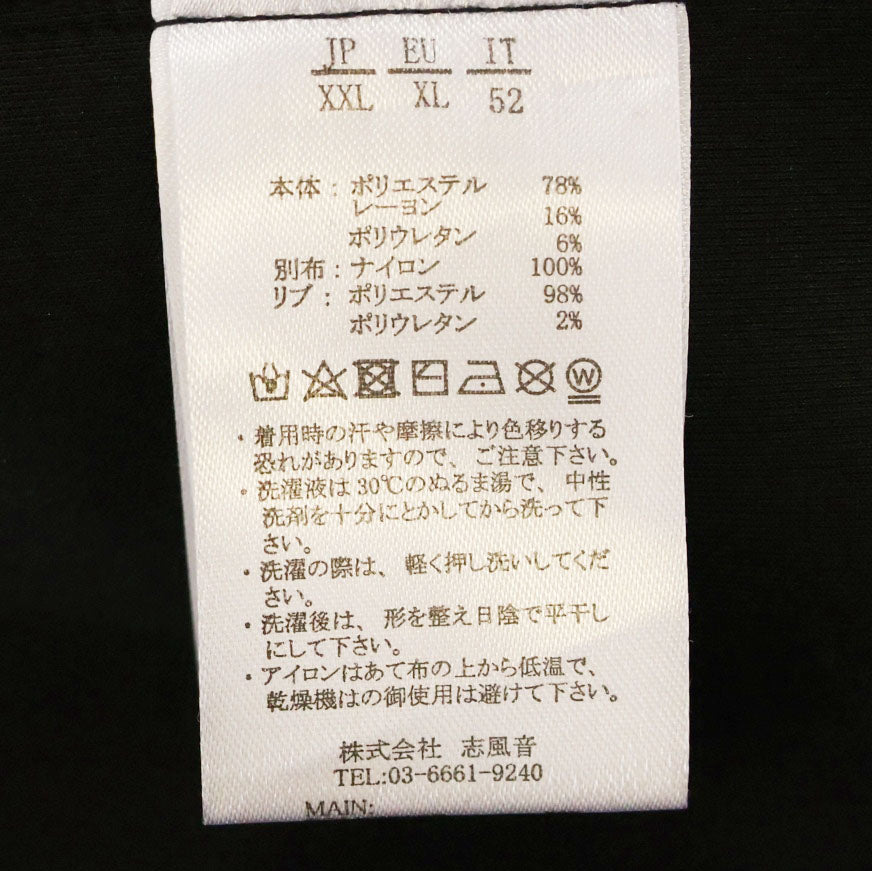 JP EU IT
XXL XL 52
本体：ポリエステル 78%
レーヨン 16%
ポリウレタン 6%
別布：ナイロン 100%
リブ：ポリエステル 98%
ポリウレタン 2%
W
・着用時の汗や摩擦により色移りする
恐れがありますので、ご注意下さい。
・洗濯液は30℃のぬるま湯で、中性
洗剤を十分にとかしてから洗って下
さい。
・洗濯の際は、軽く押し洗いしてくだ
さい。
・洗濯後は、形を整え日陰で平干し
にして下さい。
・アイロンはあて布の上から低温で、
乾燥機はの御使用は避けて下さい。
株式会社 志風音
TEL:03-6661-9240
MAIN: